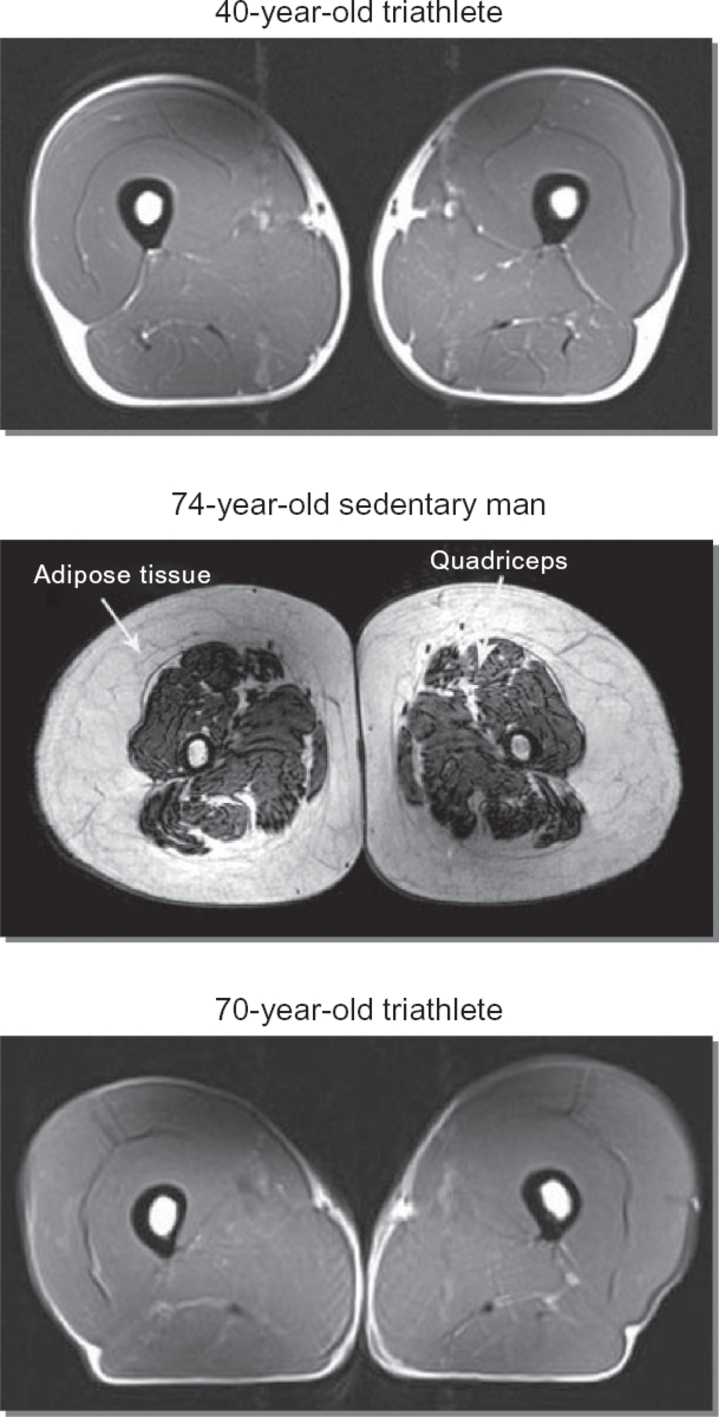 40-year-old triathlete
74-year-old sedentary man
Adipose tissue
Quadriceps
70-year-old triathlete